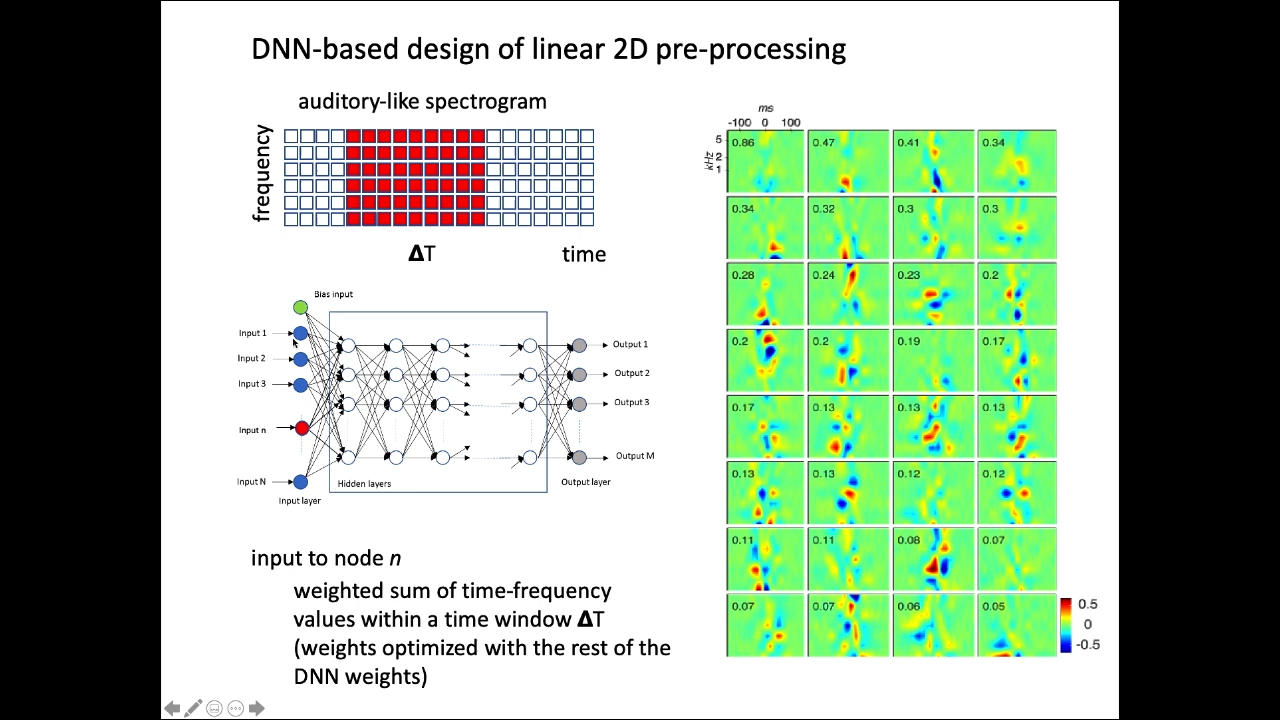 DNN-based design of linear 2D pre-processing
auditory-like spectrogram
frequency
ΔT
time
Bias input
Input 1
Input 2
Input 3
Input n
Input N
Input layer
Hidden layers
Output 1
Output 2
Output 3
Output M
Output layer
input to node n
weighted sum of time-frequency
values within a time window ΔT
(weights optimized with the rest of the
DNN weights)
ms
-100 0 100
kHz
5
2
1
0.86 0.47 0.41 0.34
0.34 0.32 0.3 0.3
0.28 0.24 0.23 0.2
0.2 0.2 0.19 0.17
0.17 0.13 0.13 0.13
0.13 0.13 0.12 0.12
0.11 0.11 0.08 0.07
0.07 0.07 0.06 0.05
0.5
0
-0.5